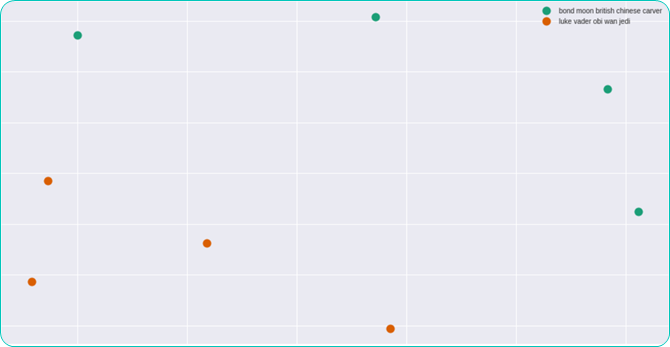 bond moon british chinese carver
luke vader obi wan jedi